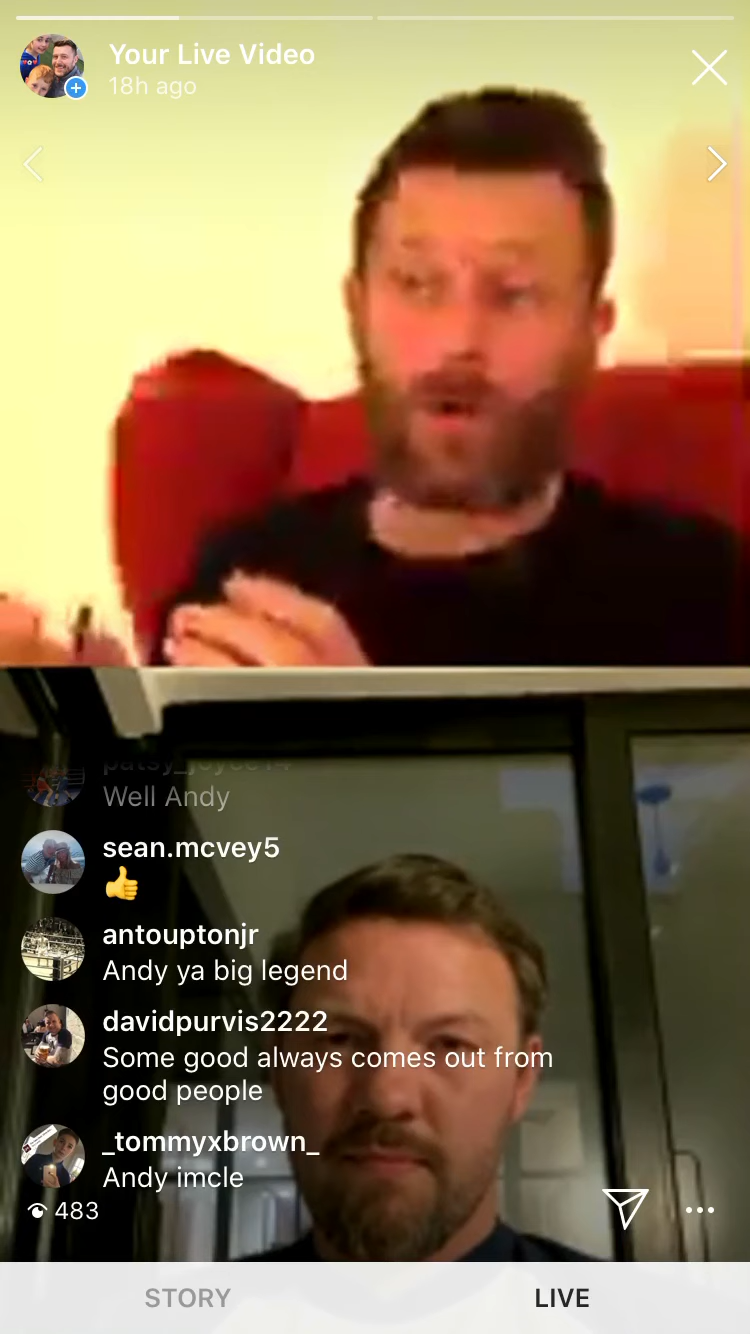 Your Live Video
18h ago
Well Andy
sean.mcvey5
👍
antouptonjr
Andy ya big legend
davidpurvis2222
Some good always comes out from
good people
_tommyxbrown_
Andy imcle
483
STORY
LIVE